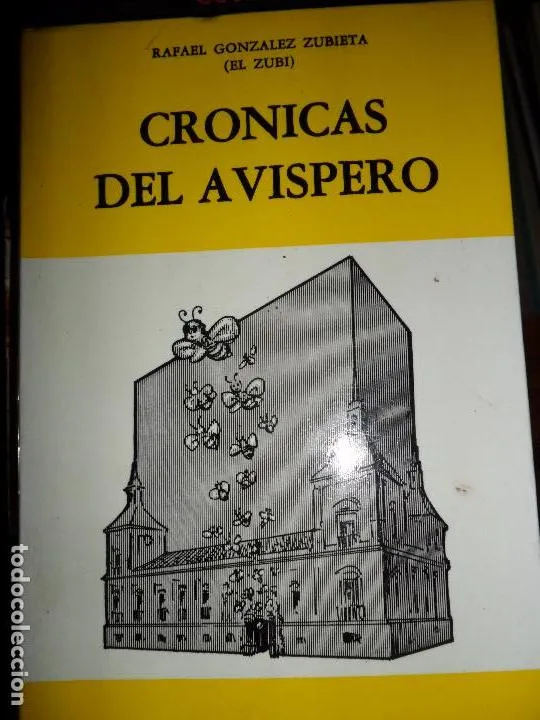 RAFAEL GONZALEZ ZUBIETA
(EL ZUBI)
CRONICAS
DEL AVISPERO
todocoleccion